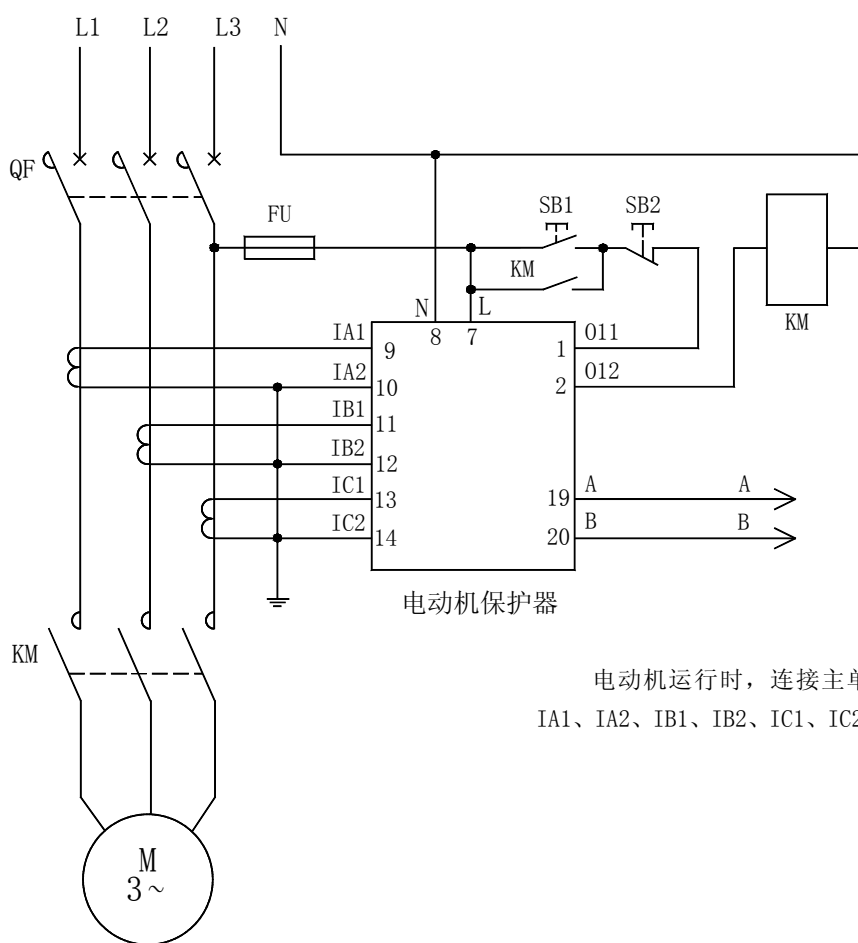 L1 L2 L3 N
QF
FU
SB1 SB2
KM
KM
N L
8 7
IA1 9
IA2 10
IB1 11
IB2 12
IC1 13
IC2 14
1 O11
2 O12
19 A A
20 B B
电动机保护器
KM
电动机运行时，连接主单
IA1、IA2、IB1、IB2、IC1、IC2
M
3～